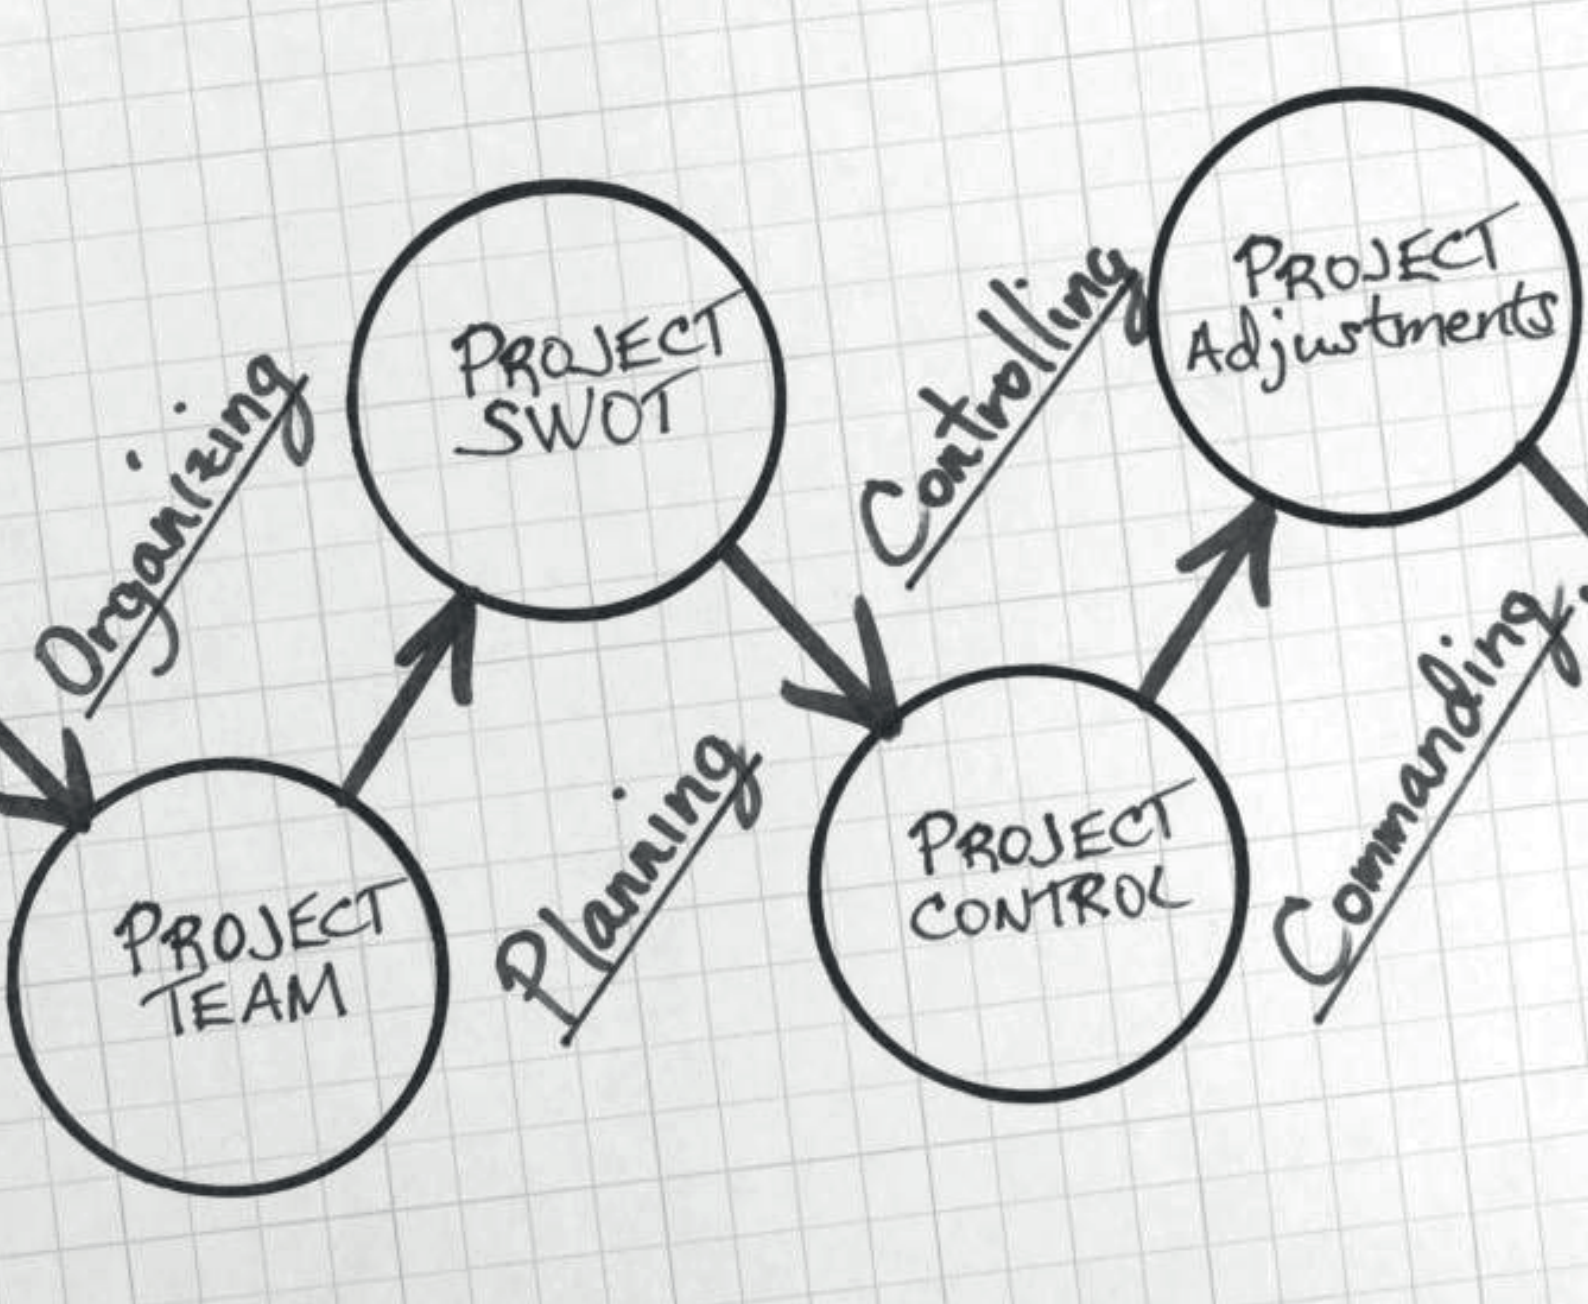 Organizing
PROJECT
SWOT
Controlling
PROJECT
Adjustments
PROJECT
TEAM
Planning
PROJECT
CONTROL
Commanding